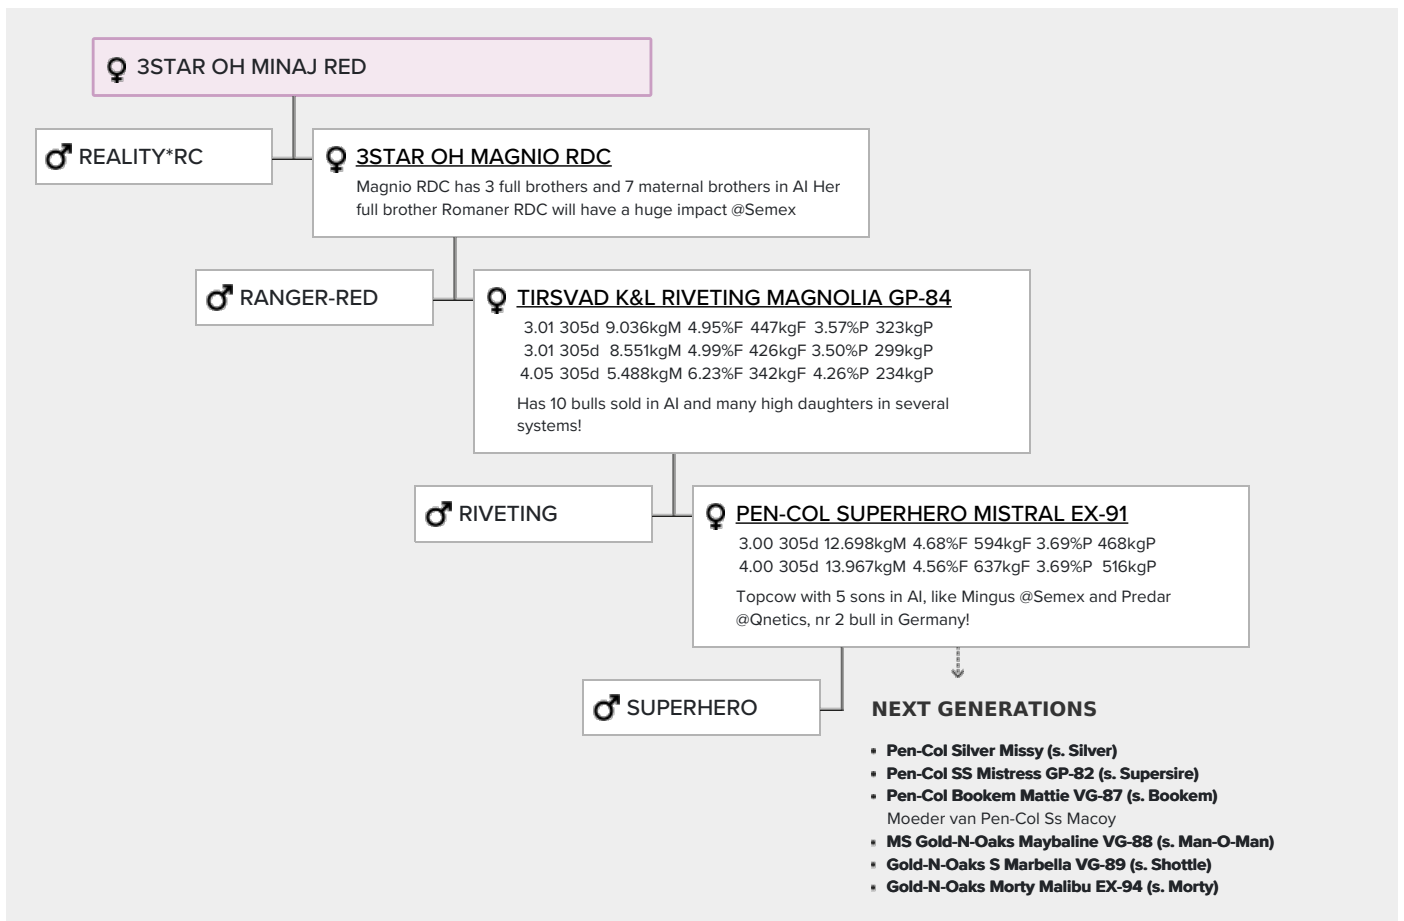 3STAR OH MINAJ RED
REALITY*RC
3STAR OH MAGNIO RDC
Magnio RDC has 3 full brothers and 7 maternal brothers in AI Her
full brother Romaner RDC will have a huge impact @Semex
RANGER-RED
TIRSVAD K&L RIVETING MAGNOLIA GP-84
3.01 305d 9.036kgM 4.95%F 447kgF 3.57%P 323kgP
3.01 305d 8.551kgM 4.99%F 426kgF 3.50%P 299kgP
4.05 305d 5.488kgM 6.23%F 342kgF 4.26%P 234kgP
Has 10 bulls sold in AI and many high daughters in several
systems!
RIVETING
PEN-COL SUPERHERO MISTRAL EX-91
3.00 305d 12.698kgM 4.68%F 594kgF 3.69%P 468kgP
4.00 305d 13.967kgM 4.56%F 637kgF 3.69%P 516kgP
Topcow with 5 sons in AI, like Mingus @Semex and Predar
@Qnetics, nr 2 bull in Germany!
SUPERHERO
NEXT GENERATIONS
Pen-Col Silver Missy (s. Silver)
Pen-Col SS Mistress GP-82 (s. Supersire)
Pen-Col Bookem Mattie VG-87 (s. Bookem)
Moeder van Pen-Col Ss Macoy
MS Gold-N-Oaks Maybaline VG-88 (s. Man-O-Man)
Gold-N-Oaks S Marbella VG-89 (s. Shottle)
Gold-N-Oaks Morty Malibu EX-94 (s. Morty)